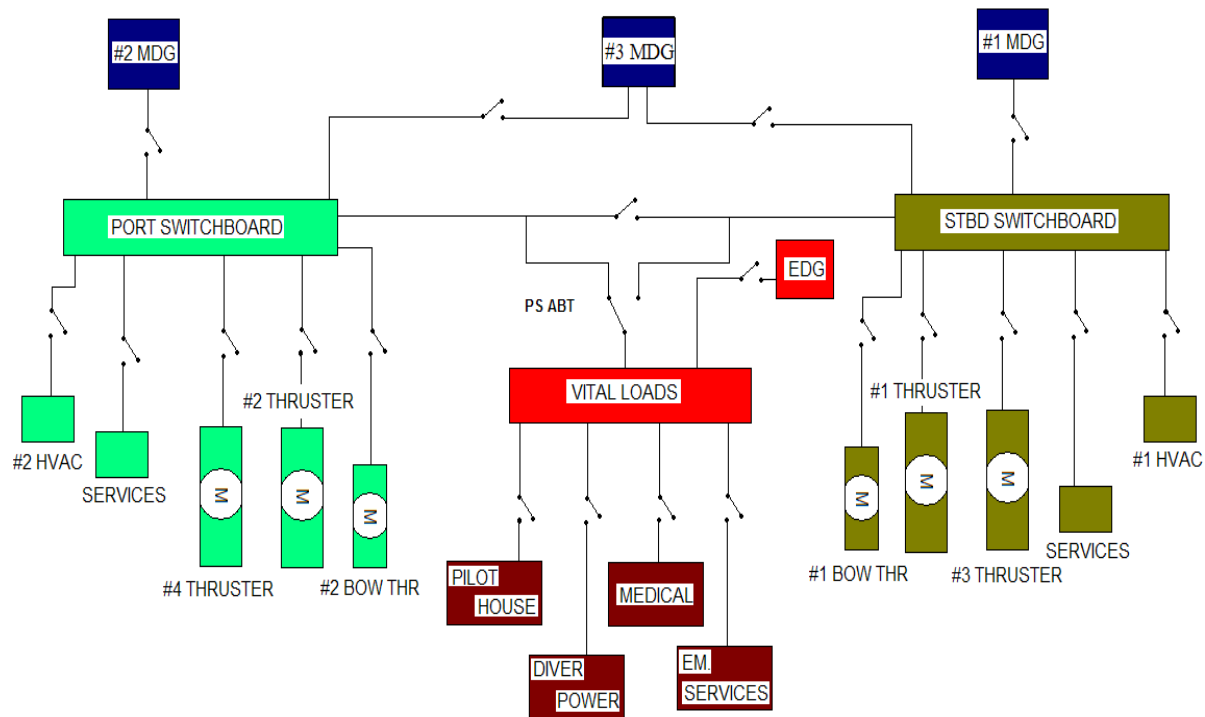 #2 MDG
#3 MDG
#1 MDG
PORT SWITCHBOARD
STBD SWITCHBOARD
EDG
PS ABT
VITAL LOADS
#2 THRUSTER
#1 THRUSTER
#2 HVAC
#1 HVAC
SERVICES
M
M
M
M
M
M
SERVICES
#4 THRUSTER
#2 BOW THR
#1 BOW THR
#3 THRUSTER
PILOT
HOUSE
MEDICAL
DIVER
POWER
EM.
SERVICES